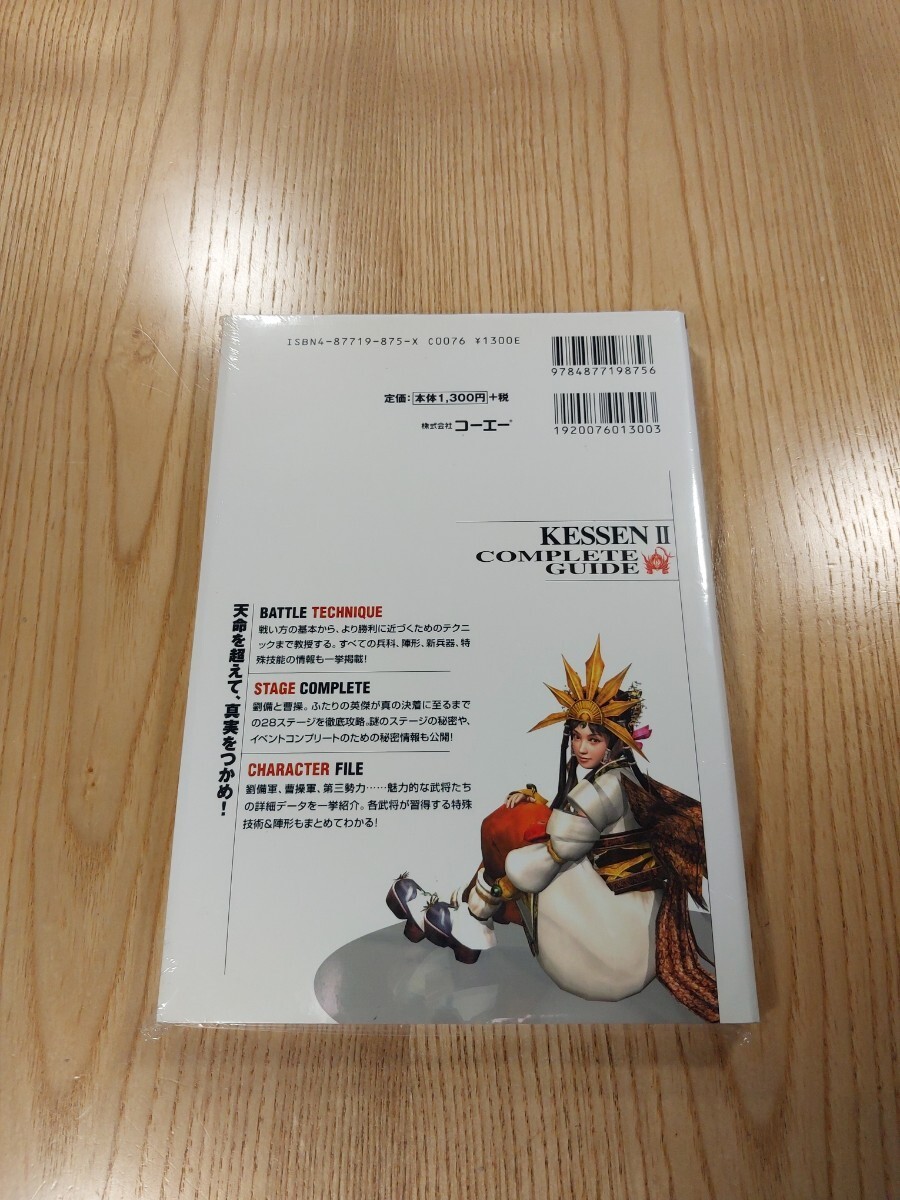 ISBN4-87719-875-X C0076 ¥1300E
9784877198756
定価：本体1,300円+税
1920076013003
株式会社 コーエー
KESSEN II
COMPLETE
GUIDE
天命を超えて、真実をつかめ！
BATTLE TECHNIQUE
戦い方の基本から、より勝利に近づくためのテクニ
ックまで教授する。すべての兵科、陣形、新兵器、特
殊技能の情報も一挙掲載！
STAGE COMPLETE
劉備と曹操。ふたりの英傑が真の決着に至るまで
の28ステージを徹底攻略。謎のステージの秘密や、
イベントコンプリートのための秘密情報も公開！
CHARACTER FILE
劉備軍、曹操軍、第三勢力……魅力的な武将たち
の詳細データを一挙紹介。各武将が習得する特殊
技術&陣形もまとめてわかる！